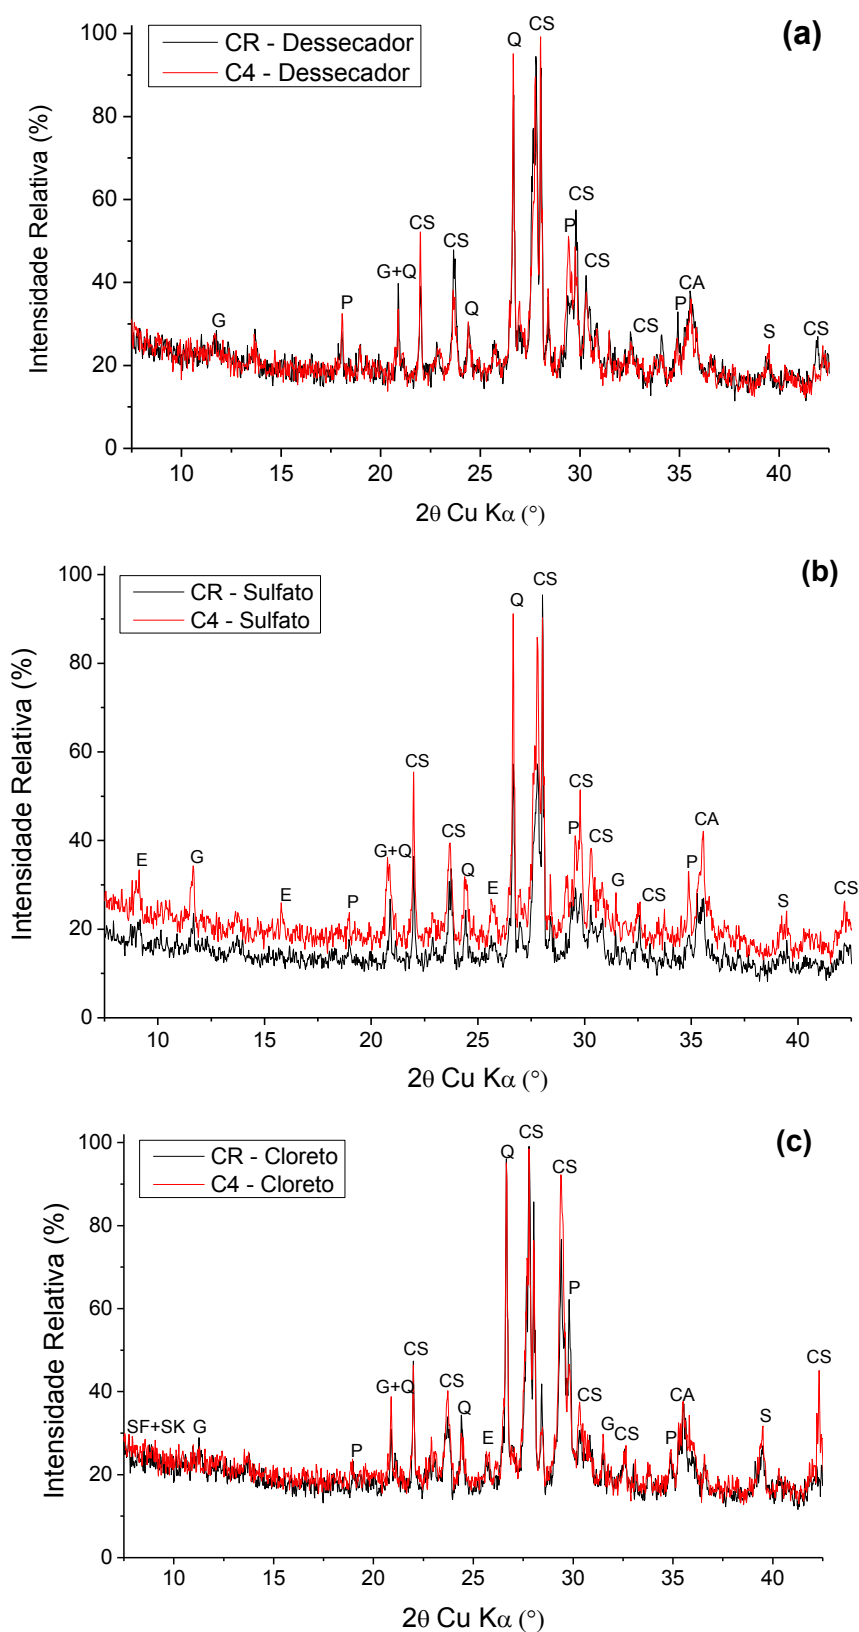 (a)
CR - Dessecador
C4 - Dessecador
Intensidade Relativa (%)
100
80
60
40
20
0
G
P
G+Q
CS
CS
Q
Q
CS
P
CS
CS
CS
P
CA
S
CS
10 15 20 25 30 35 40
2θ Cu Kα (°)
(b)
CR - Sulfato
C4 - Sulfato
Intensidade Relativa (%)
100
80
60
40
20
0
E
G
E
P
G+Q
CS
CS
Q
E
Q
CS
P
CS
CS
G
CS
P
CA
S
CS
10 15 20 25 30 35 40
2θ Cu Kα (°)
(c)
CR - Cloreto
C4 - Cloreto
Intensidade Relativa (%)
100
80
60
40
20
0
SF+SK
G
P
G+Q
CS
CS
Q
E
Q
CS
CS
P
CS
G
CS
P
CA
S
CS
10 15 20 25 30 35 40
2θ Cu Kα (°)